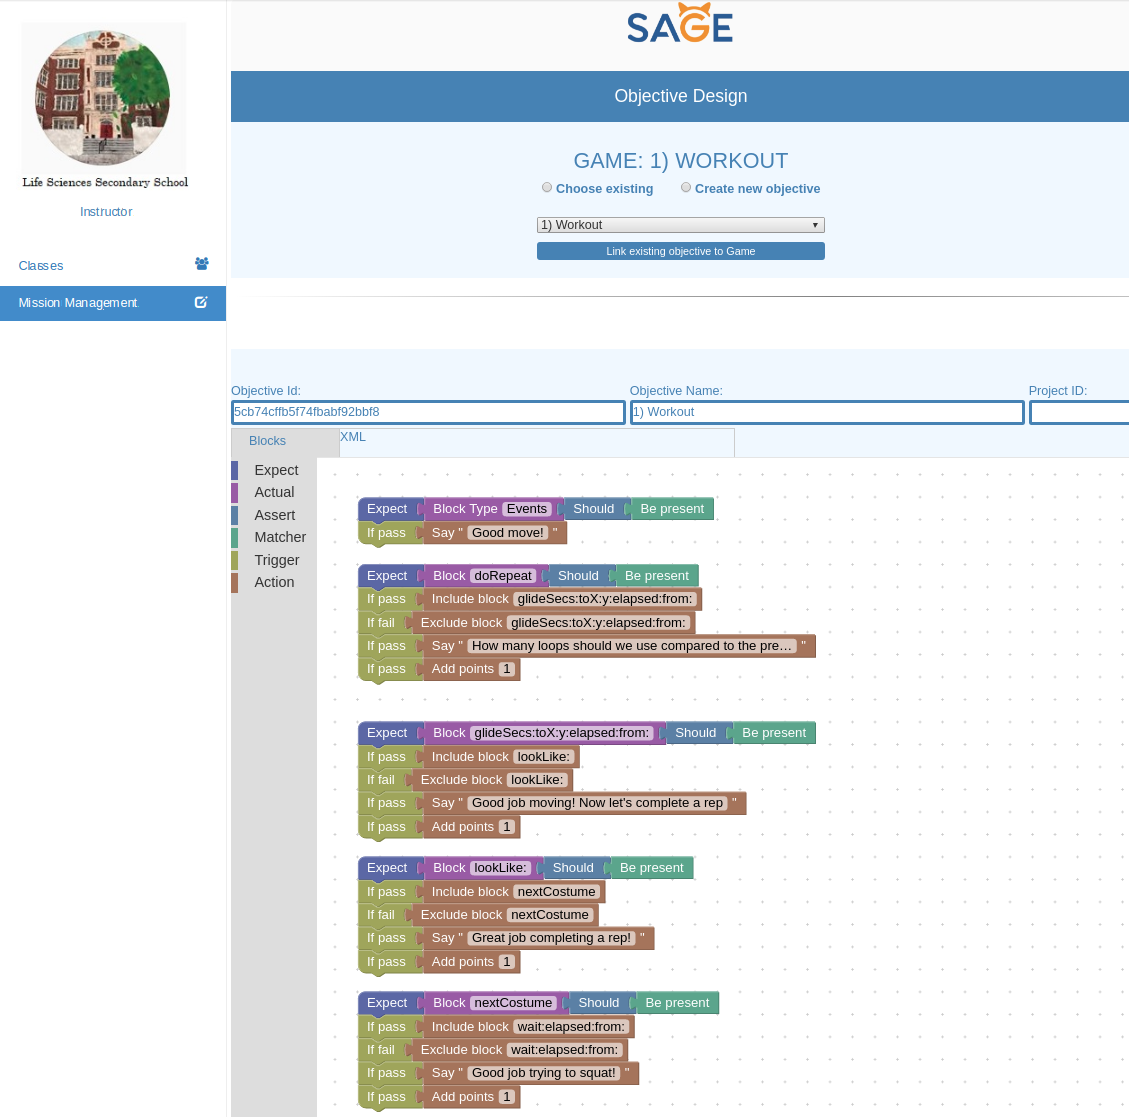 SAGE
Life Sciences Secondary School
Instructor
Classes
Mission Management
Objective Design
GAME: 1) WORKOUT
Choose existing Create new objective
1) Workout
Link existing objective to Game
Objective Id: Objective Name: Project ID:
5cb74cffb5f74fbabf92bbf8 1) Workout
Blocks XML
Expect
Actual
Assert
Matcher
Trigger
Action
Expect Block Type Events Should Be present
If pass Say " Good move! "
Expect Block doRepeat Should Be present
If pass Include block glideSecs:toX:y:elapsed:from:
If fail Exclude block glideSecs:toX:y:elapsed:from:
If pass Say " How many loops should we use compared to the pre… "
If pass Add points 1
Expect Block glideSecs:toX:y:elapsed:from: Should Be present
If pass Include block lookLike:
If fail Exclude block lookLike:
If pass Say " Good job moving! Now let's complete a rep "
If pass Add points 1
Expect Block lookLike: Should Be present
If pass Include block nextCostume
If fail Exclude block nextCostume
If pass Say " Great job completing a rep! "
If pass Add points 1
Expect Block nextCostume Should Be present
If pass Include block wait:elapsed:from:
If fail Exclude block wait:elapsed:from:
If pass Say " Good job trying to squat! "
If pass Add points 1